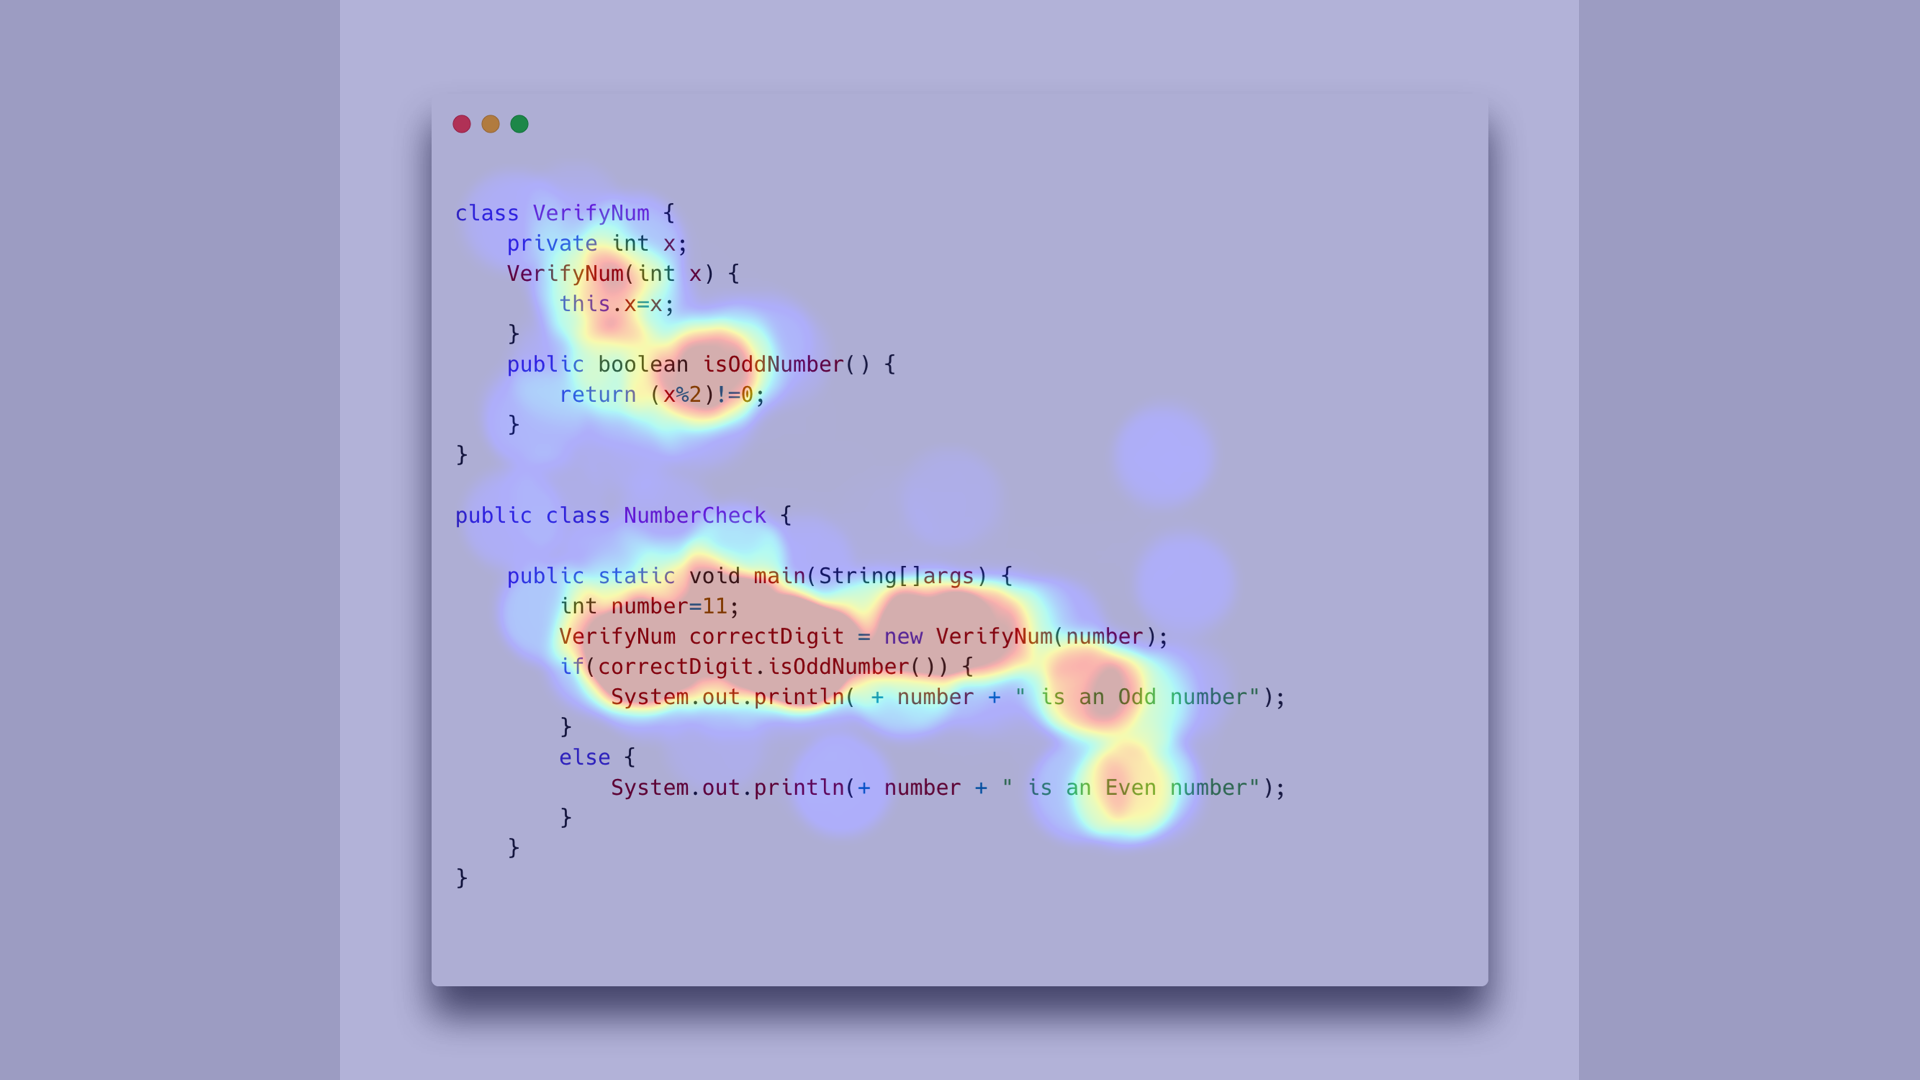 class VerifyNum {
    private int x;
    VerifyNum(int x) {
        this.x=x;
    }
    public boolean isOddNumber() {
        return (x%2)!=0;
    }
}

public class NumberCheck {

    public static void main(String[]args) {
        int number=11;
        VerifyNum correctDigit = new VerifyNum(number);
        if(correctDigit.isOddNumber()) {
            System.out.println( + number + " is an Odd number");
        }
        else {
            System.out.println(+ number + " is an Even number");
        }
    }
}